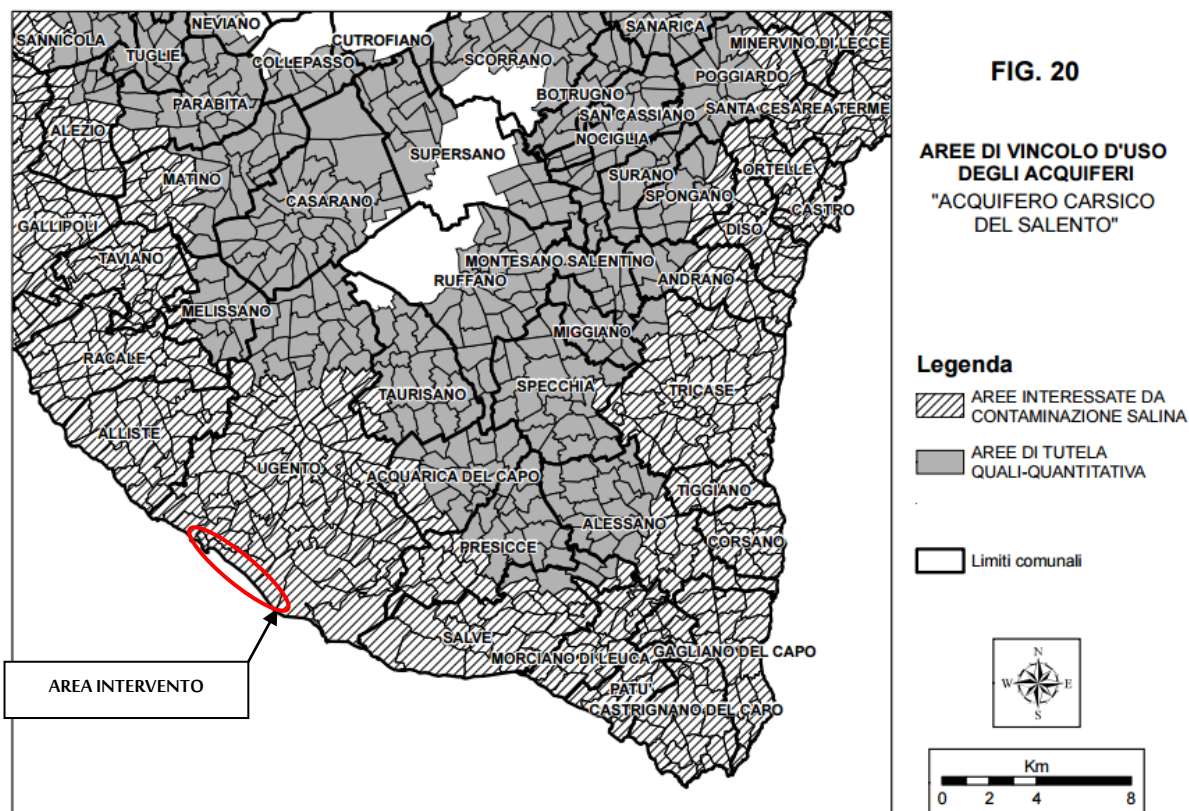 NEVIANO
SANNICOLA
TUGLIE
CUTROFIANO
COLLEPASSO
SCORRANO
SANARICA
MINERVINO DI LECCE
POGGIARDO
BOTRUGNO
PARABITA
SAN CASSIANO
SANTA CESAREA TERME
ALEZIO
NOCIGLIA
SUPERSANO
MATINO
SURANO
ORTELLE
SPONGANO
CASARANO
CASTRO
GALLIPOLI
DISO
TAVIANO
MONTESANO SALENTINO
RUFFANO
ANDRANO
MELISSANO
MIGGIANO
RACALE
SPECCHIA
TRICASE
TAURISANO
ALLISTE
UGENTO
ACQUARICA DEL CAPO
TIGGIANO
ALESSANO
CORSANO
PRESICCE
SALVE
MORCIANO DI LEUCA
GAGLIANO DEL CAPO
PATU'
CASTRIGNANO DEL CAPO
AREA INTERVENTO
FIG. 20
AREE DI VINCOLO D'USO
DEGLI ACQUIFERI
"ACQUIFERO CARSICO
DEL SALENTO"
Legenda
AREE INTERESSATE DA
CONTAMINAZIONE SALINA
AREE DI TUTELA
QUALI-QUANTITATIVA
Limiti comunali
N
W E
S
Km
0 2 4 8